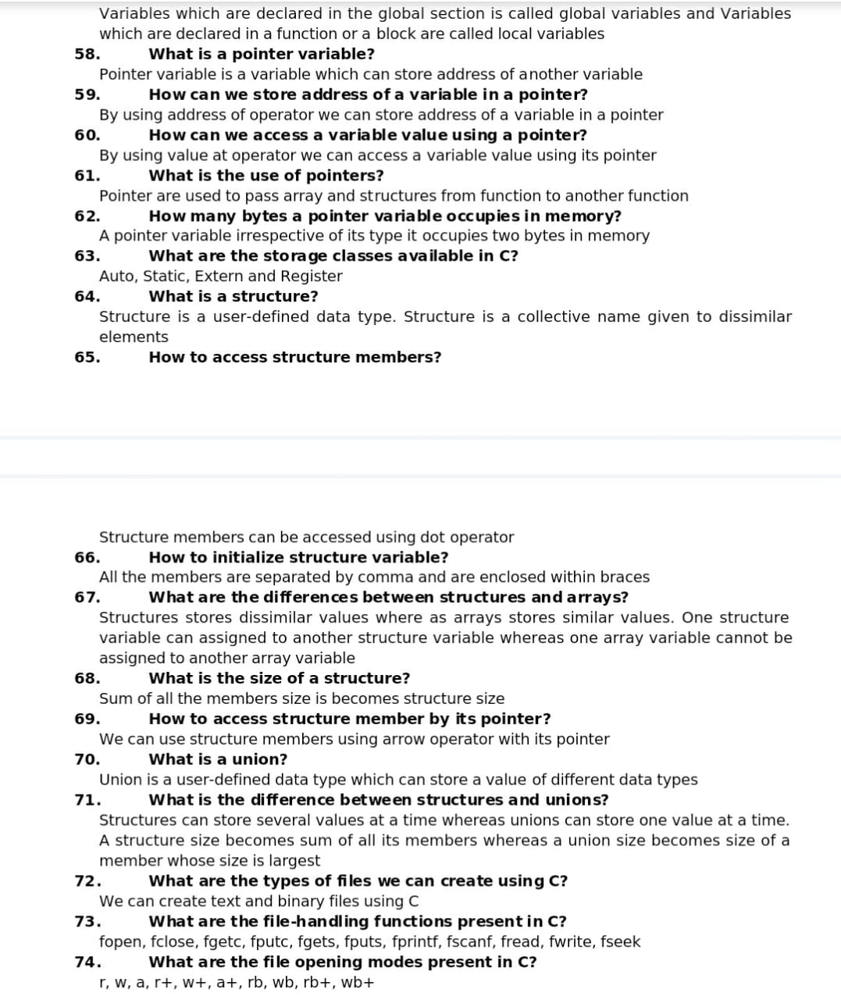 Variables which are declared in the global section is called global variables and Variables
which are declared in a function or a block are called local variables
58. What is a pointer variable?
Pointer variable is a variable which can store address of another variable
59. How can we store address of a variable in a pointer?
By using address of operator we can store address of a variable in a pointer
60. How can we access a variable value using a pointer?
By using value at operator we can access a variable value using its pointer
61. What is the use of pointers?
Pointer are used to pass array and structures from function to another function
62. How many bytes a pointer variable occupies in memory?
A pointer variable irrespective of its type it occupies two bytes in memory
63. What are the storage classes available in C?
Auto, Static, Extern and Register
64. What is a structure?
Structure is a user-defined data type. Structure is a collective name given to dissimilar
elements
65. How to access structure members?
Structure members can be accessed using dot operator
66. How to initialize structure variable?
All the members are separated by comma and are enclosed within braces
67. What are the differences between structures and arrays?
Structures stores dissimilar values where as arrays stores similar values. One structure
variable can assigned to another structure variable whereas one array variable cannot be
assigned to another array variable
68. What is the size of a structure?
Sum of all the members size is becomes structure size
69. How to access structure member by its pointer?
We can use structure members using arrow operator with its pointer
70. What is a union?
Union is a user-defined data type which can store a value of different data types
71. What is the difference between structures and unions?
Structures can store several values at a time whereas unions can store one value at a time.
A structure size becomes sum of all its members whereas a union size becomes size of a
member whose size is largest
72. What are the types of files we can create using C?
We can create text and binary files using C
73. What are the file-handling functions present in C?
fopen, fclose, fgetc, fputc, fgets, fputs, fprintf, fscanf, fread, fwrite, fseek
74. What are the file opening modes present in C?
r, w, a, r+, w+, a+, rb, wb, rb+, wb+